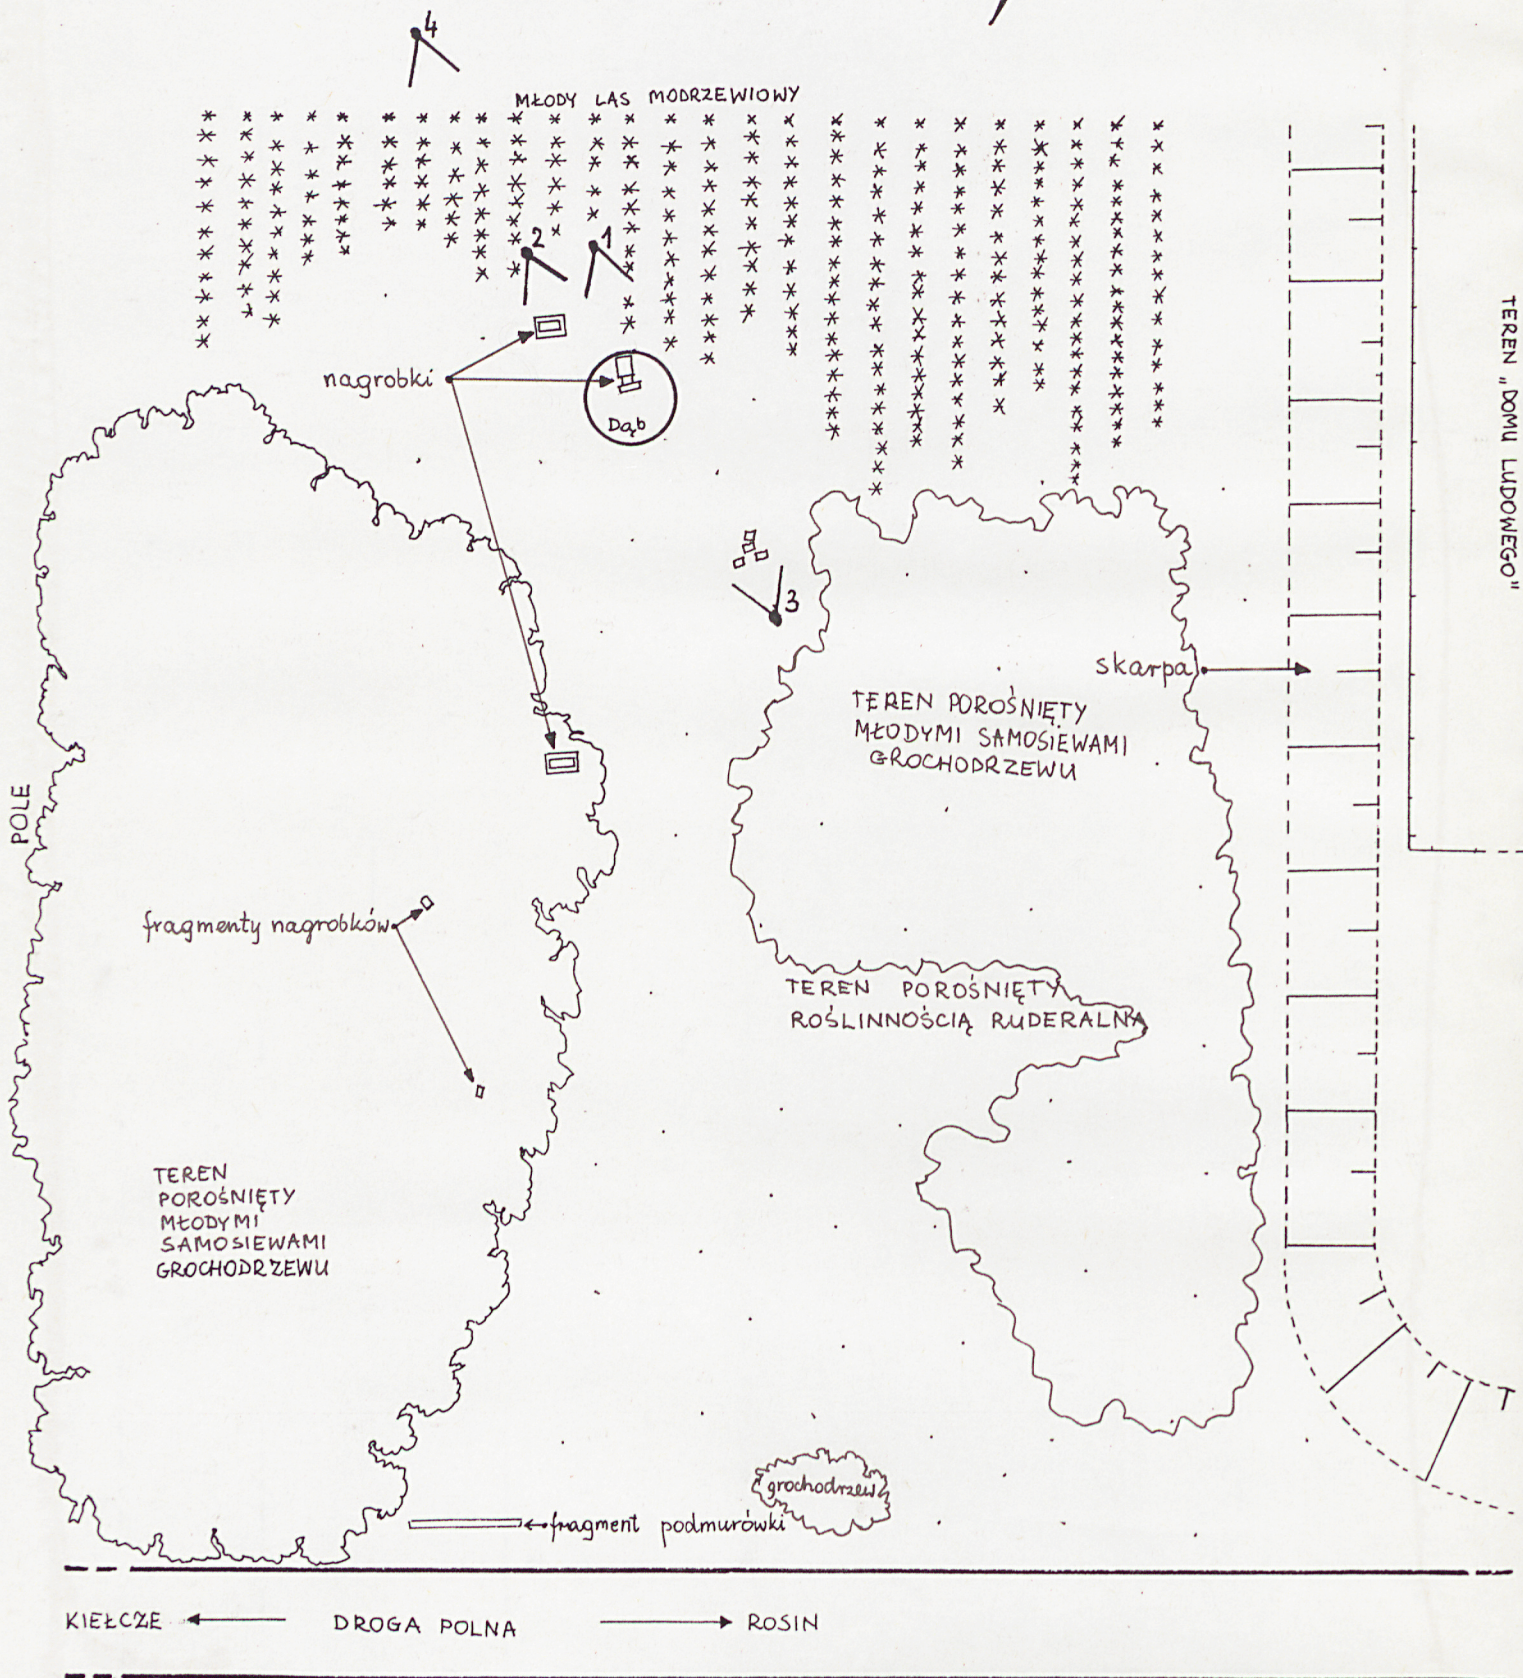 4
MŁODY LAS MODRZEWIOWY
2
1
nagrobki
Dąb
TEREN „DOMU LUDOWEGO"
3
skarpa
TEREN POROŚNIĘTY
MŁODYMI SAMOSIEWAMI
GROCHODRZEWU
POLE
fragmenty nagrobków
TEREN POROŚNIĘTY
ROŚLINNOŚCIĄ RUDERALNĄ
TEREN
POROŚNIĘTY
MŁODYMI
SAMOSIEWAMI
GROCHODRZEWU
grochodrzew
fragment podmurówki
KIEŁCZE DROGA POLNA ROSIN